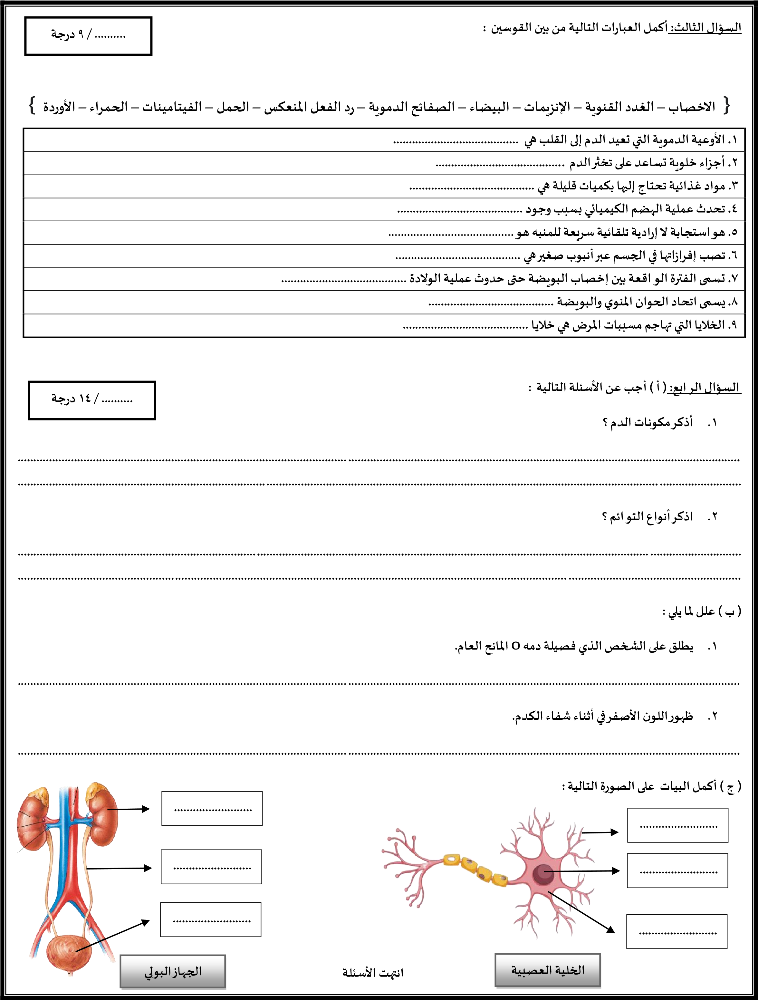 السؤال الثالث: أكمل العبارات التالية من بين القوسين :
.......... / ٩ درجة
{ الاخصاب – الغدد القنوية – الإنزيمات – البيضاء – الصفائح الدموية – رد الفعل المنعكس – الحمل – الفيتامينات – الحمراء – الأوردة }
١. الأوعية الدموية التي تعيد الدم إلى القلب هي ........................................
٢. أجزاء خلوية تساعد على تخثر الدم ........................................
٣. مواد غذائية تحتاج إليها بكميات قليلة هي ........................................
٤. تحدث عملية الهضم الكيميائي بسبب وجود ........................................
٥. هو استجابة لا إرادية تلقائية سريعة للمنبه هو ........................................
٦. تصب إفرازاتها في الجسم عبر أنبوب صغير هي ........................................
٧. تسمى الفترة الواقعة بين إخصاب البويضة حتى حدوث عملية الولادة ........................................
٨. يسمى اتحاد الحوان المنوي والبويضة ........................................
٩. الخلايا التي تهاجم مسببات المرض هي خلايا ........................................
السؤال الرابع: ( أ ) أجب عن الأسئلة التالية :
.......... / ١٤ درجة
١. أذكر مكونات الدم ؟
٢. اذكر أنواع التوائم ؟
( ب ) علل لما يلي :
١. يطلق على الشخص الذي فصيلة دمه O المانح العام.
٢. ظهور اللون الأصفر في أثناء شفاء الكدم.
( ج ) أكمل البيات على الصورة التالية :
الخلية العصبية
انتهت الأسئلة
الجهاز البولي